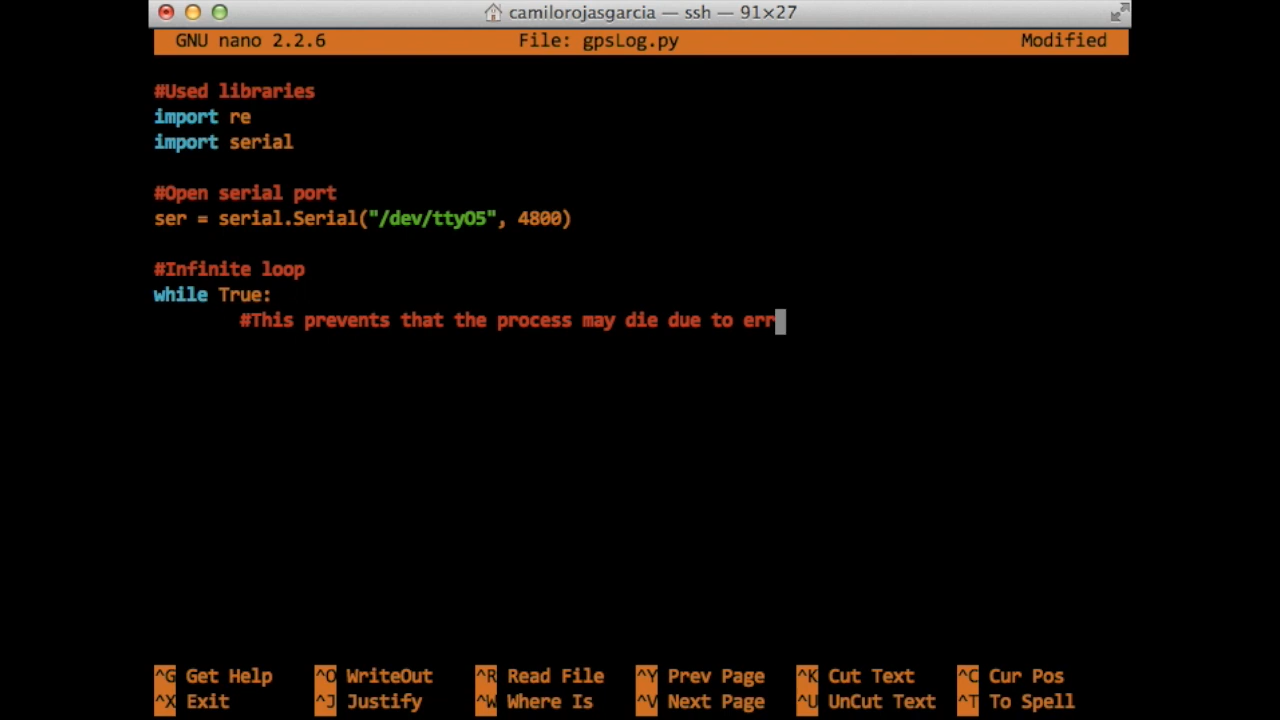 camilorojasgarcia — ssh — 91×27
GNU nano 2.2.6 File: gpsLog.py Modified
#Used libraries
import re
import serial
#Open serial port
ser = serial.Serial("/dev/ttyO5", 4800)
#Infinite loop
while True:
#This prevents that the process may die due to err
^G Get Help ^O WriteOut ^R Read File ^Y Prev Page ^K Cut Text ^C Cur Pos
^X Exit ^J Justify ^W Where Is ^V Next Page ^U UnCut Text ^T To Spell